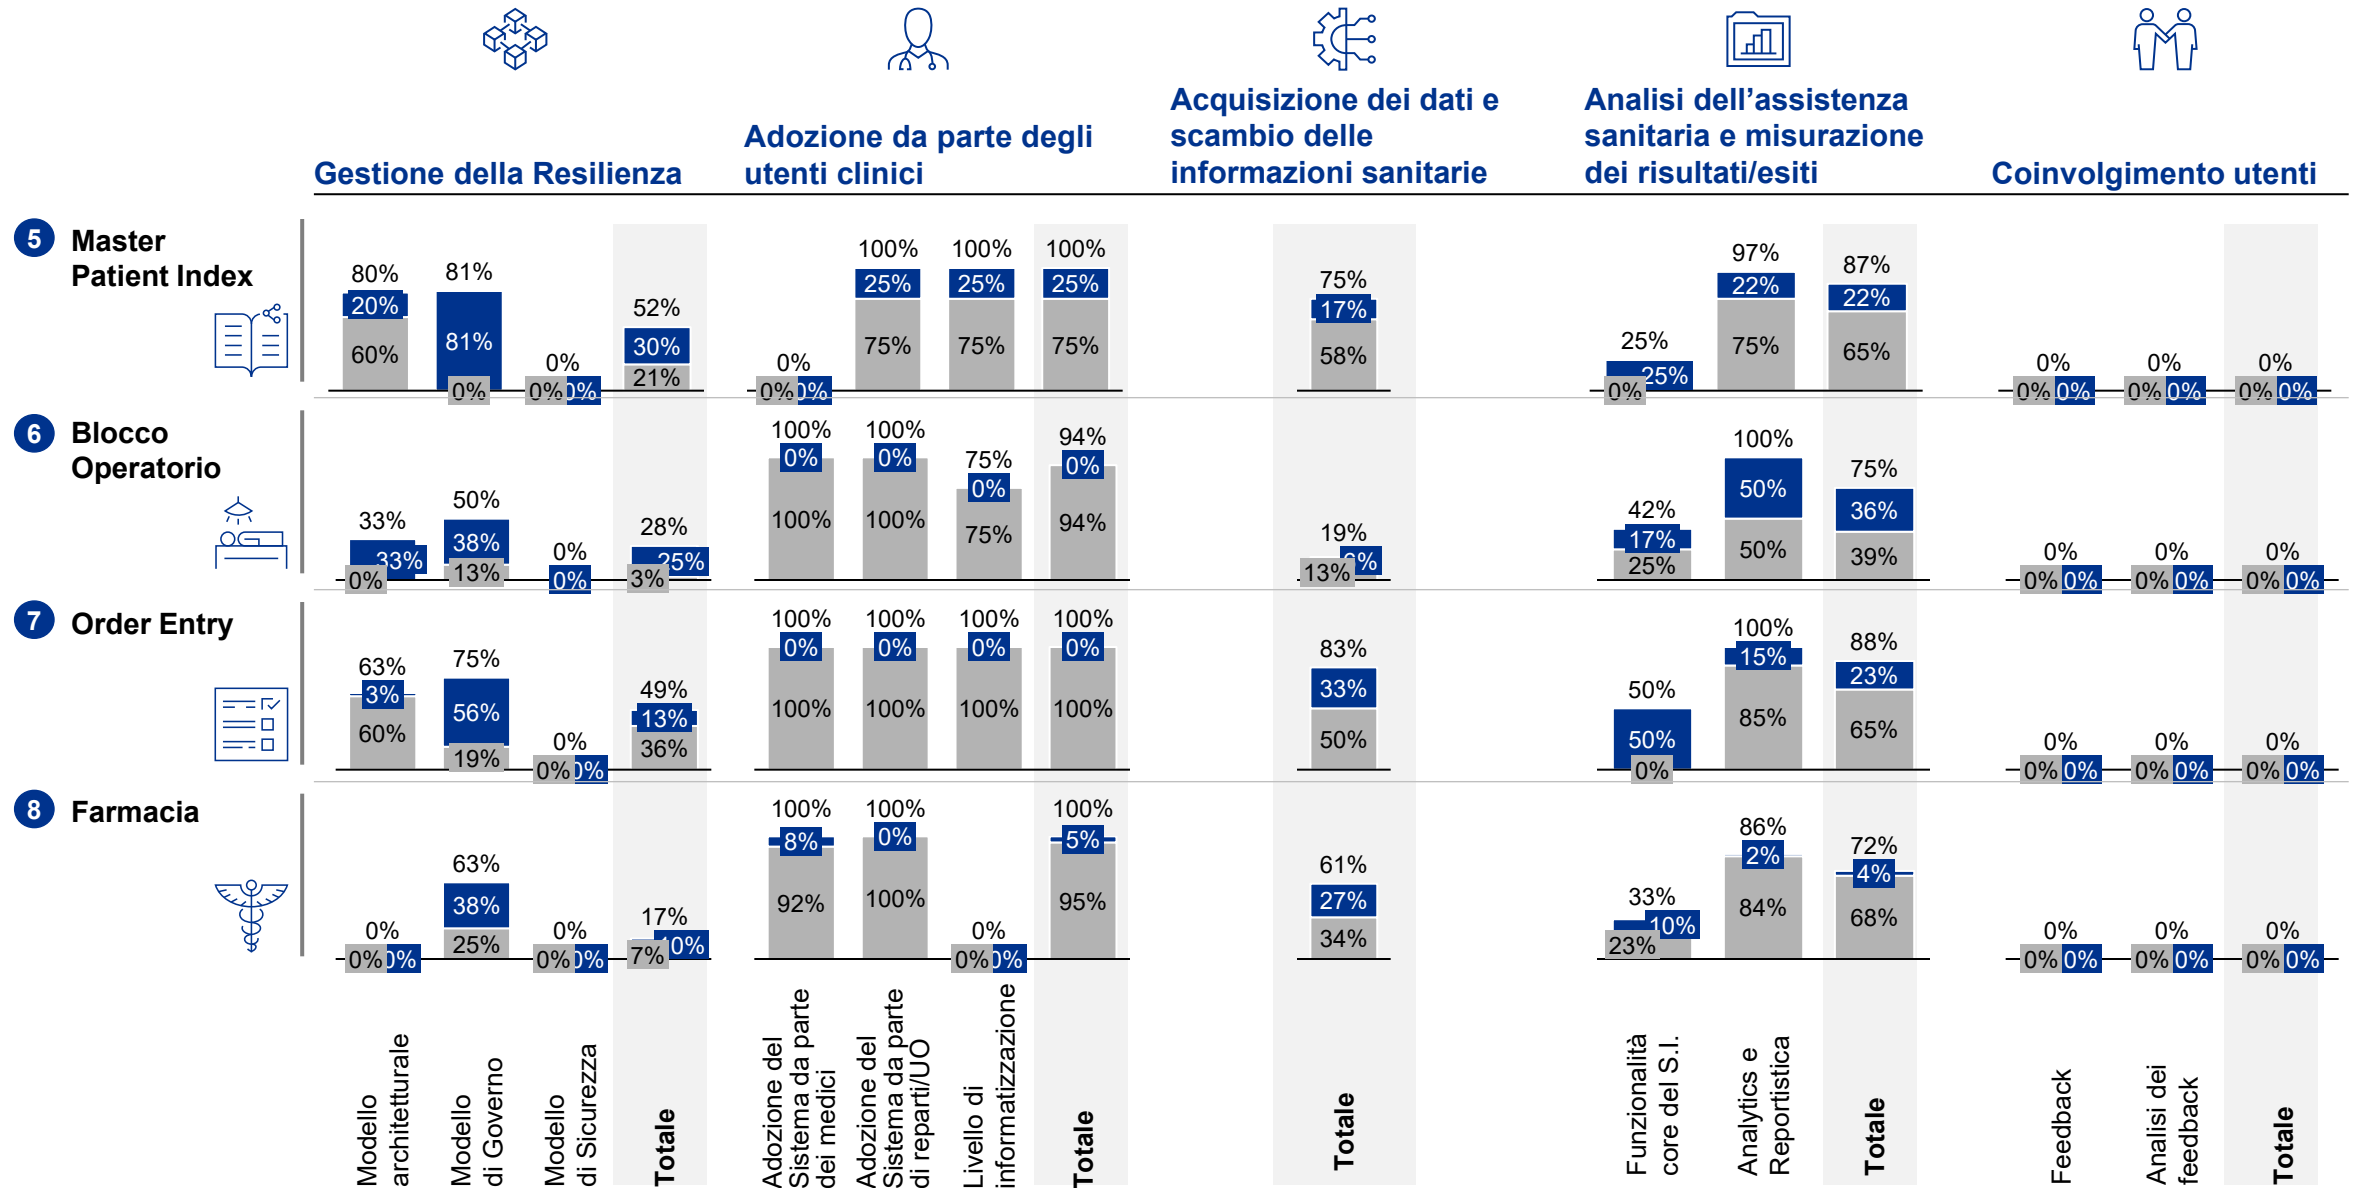 Gestione della Resilienza
Adozione da parte degli
utenti clinici
Acquisizione dei dati e
scambio delle
informazioni sanitarie
Analisi dell’assistenza
sanitaria e misurazione
dei risultati/esiti
Coinvolgimento utenti
5 Master
Patient Index
80% 81% 0% 52%
20% 81% 0% 30%
60% 0% 0% 21%
0% 100% 100% 100%
0% 25% 25% 25%
0% 75% 75% 75%
75%
17%
58%
25% 97% 87%
25% 22% 22%
0% 75% 65%
0% 0% 0%
0% 0% 0% 0% 0% 0%
6 Blocco
Operatorio
33% 50% 0% 28%
33% 38% 0% 25%
0% 13% 3%
100% 100% 75% 94%
0% 0% 0% 0%
100% 100% 75% 94%
19%
6%
13%
42% 100% 75%
17% 50% 36%
25% 50% 39%
0% 0% 0%
0% 0% 0% 0% 0% 0%
7 Order Entry
63% 75% 0% 49%
3% 56% 0% 13%
60% 19% 0% 36%
100% 100% 100% 100%
0% 0% 0% 0%
100% 100% 100% 100%
83%
33%
50%
50% 100% 88%
50% 15% 23%
0% 85% 65%
0% 0% 0%
0% 0% 0% 0% 0% 0%
8 Farmacia
0% 63% 0% 17%
0% 38% 0% 10%
0% 25% 0% 7%
100% 100% 0% 100%
8% 0% 0% 5%
92% 100% 0% 95%
61%
27%
34%
33% 86% 72%
10% 2% 4%
23% 84% 68%
0% 0% 0%
0% 0% 0% 0% 0% 0%
Modello
architetturale
Modello
di Governo
Modello
di Sicurezza
Totale
Adozione del
Sistema da parte
dei medici
Adozione del
Sistema da parte
di reparti/UO
Livello di
informatizzazione
Totale
Totale
Funzionalità
core del S.I.
Analytics e
Reportistica
Totale
Feedback
Analisi dei
feedback
Totale